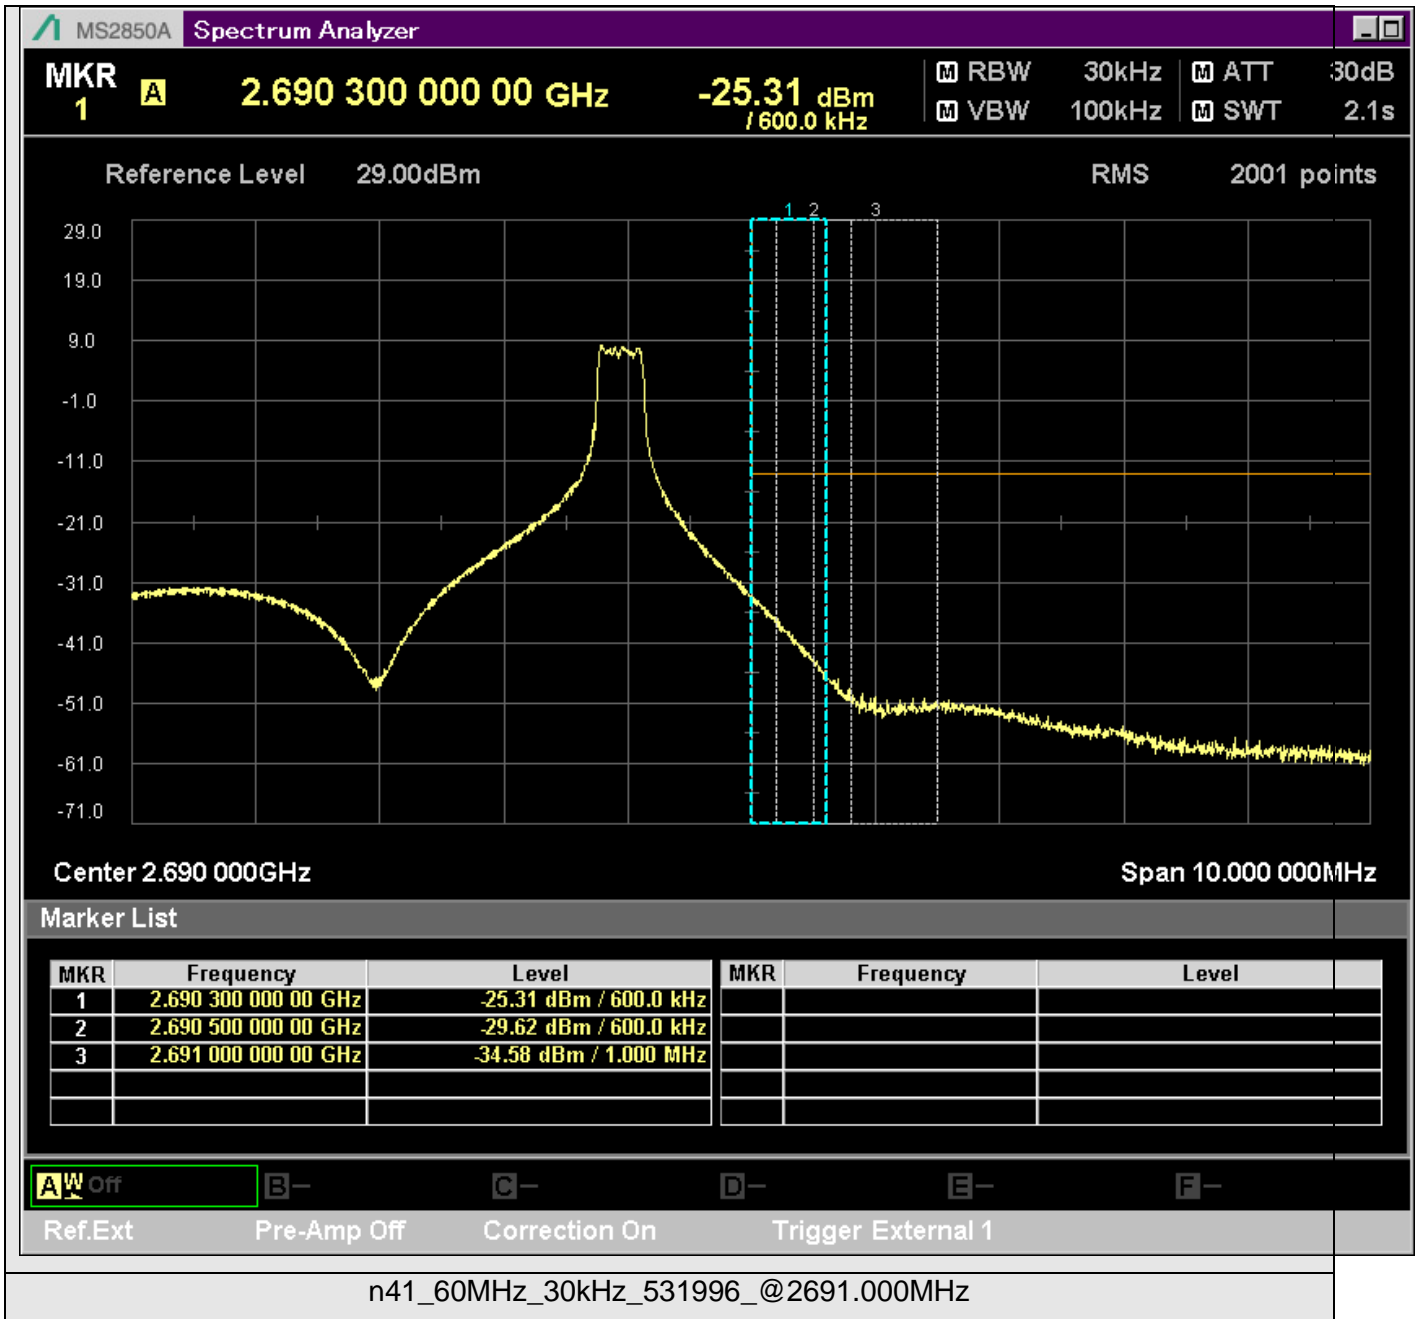 MS2850A Spectrum Analyzer
MKR A 2.690 300 000 00 GHz -25.31 dBm M RBW 30kHz M ATT 30dB
1 / 600.0 kHz M VBW 100kHz M SWT 2.1s
Reference Level 29.00dBm RMS 2001 points
1 2 3
29.0
19.0
9.0
-1.0
-11.0
-21.0
-31.0
-41.0
-51.0
-61.0
-71.0
Center 2.690 000GHz Span 10.000 000MHz
Marker List
MKR Frequency Level MKR Frequency Level
1 2.690 300 000 00 GHz -25.31 dBm / 600.0 kHz
2 2.690 500 000 00 GHz -29.62 dBm / 600.0 kHz
3 2.691 000 000 00 GHz -34.58 dBm / 1.000 MHz
A W Off B- C- D- E- F-
Ref.Ext Pre-Amp Off Correction On Trigger External 1
n41_60MHz_30kHz_531996_@2691.000MHz